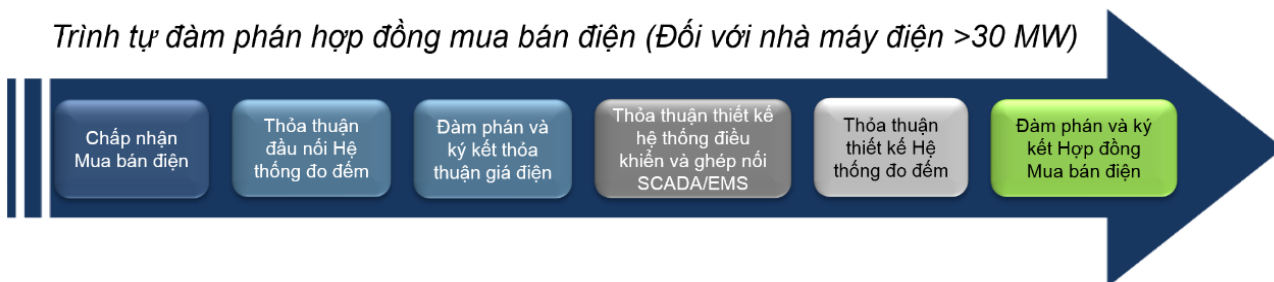 Trình tự đàm phán hợp đồng mua bán điện (Đối với nhà máy điện >30 MW)
Chấp nhận
Mua bán điện
Thỏa thuận
đầu nối Hệ
thống đo đếm
Đàm phán và
ký kết thỏa
thuận giá điện
Thỏa thuận thiết kế
hệ thống điều
khiển và ghép nối
SCADA/EMS
Thỏa thuận
thiết kế Hệ
thống đo đếm
Đàm phán và ký
kết Hợp đồng
Mua bán điện